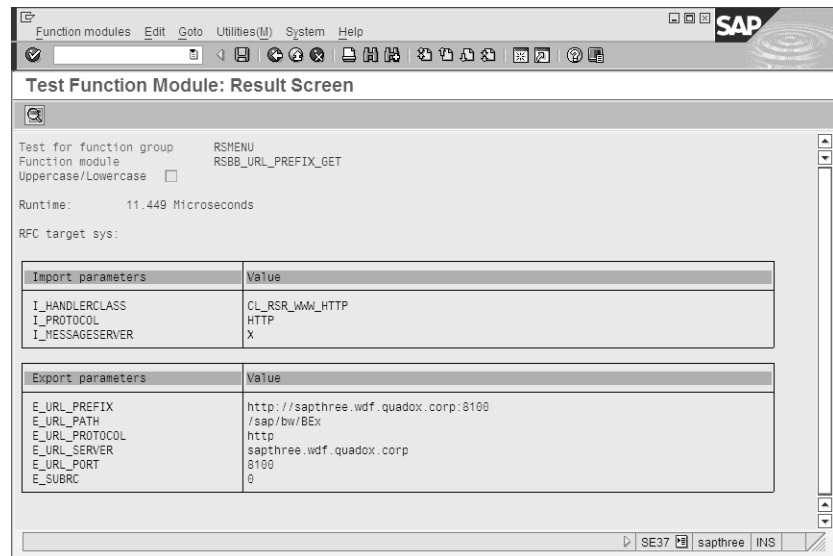 Function modules Edit Goto Utilities(M) System Help
SAP
Test Function Module: Result Screen
Test for function group RSMENU
Function module RSBB_URL_PREFIX_GET
Uppercase/Lowercase
Runtime: 11.449 Microseconds
RFC target sys:
Import parameters Value
I_HANDLERCLASS CL_RSR_WWW_HTTP
I_PROTOCOL HTTP
I_MESSAGESERVER X
Export parameters Value
E_URL_PREFIX http://sapthree.wdf.quadox.corp:8100
E_URL_PATH /sap/bw/BEx
E_URL_PROTOCOL http
E_URL_SERVER sapthree.wdf.quadox.corp
E_URL_PORT 8100
E_SUBRC 0
SE37 sapthree INS